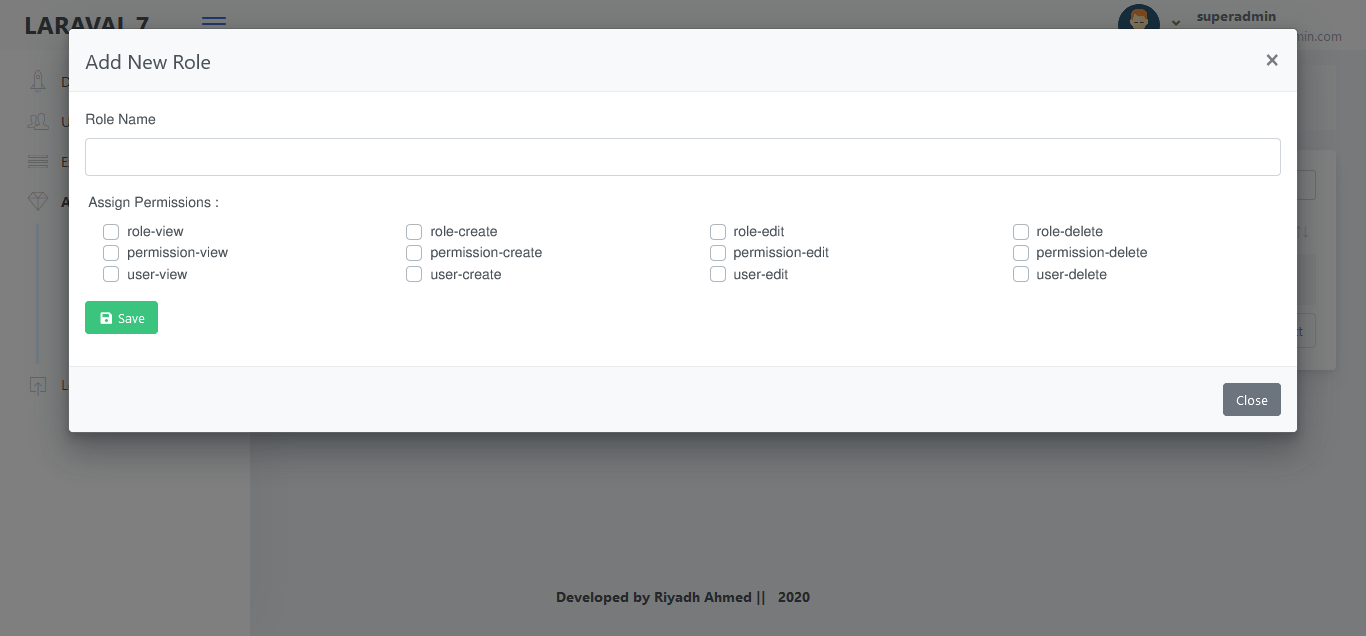 LARAVAL 7
superadmin
min.com
Add New Role
×
Role Name
Assign Permissions :
role-view role-create role-edit role-delete
permission-view permission-create permission-edit permission-delete
user-view user-create user-edit user-delete
Save
Close
Developed by Riyadh Ahmed || 2020